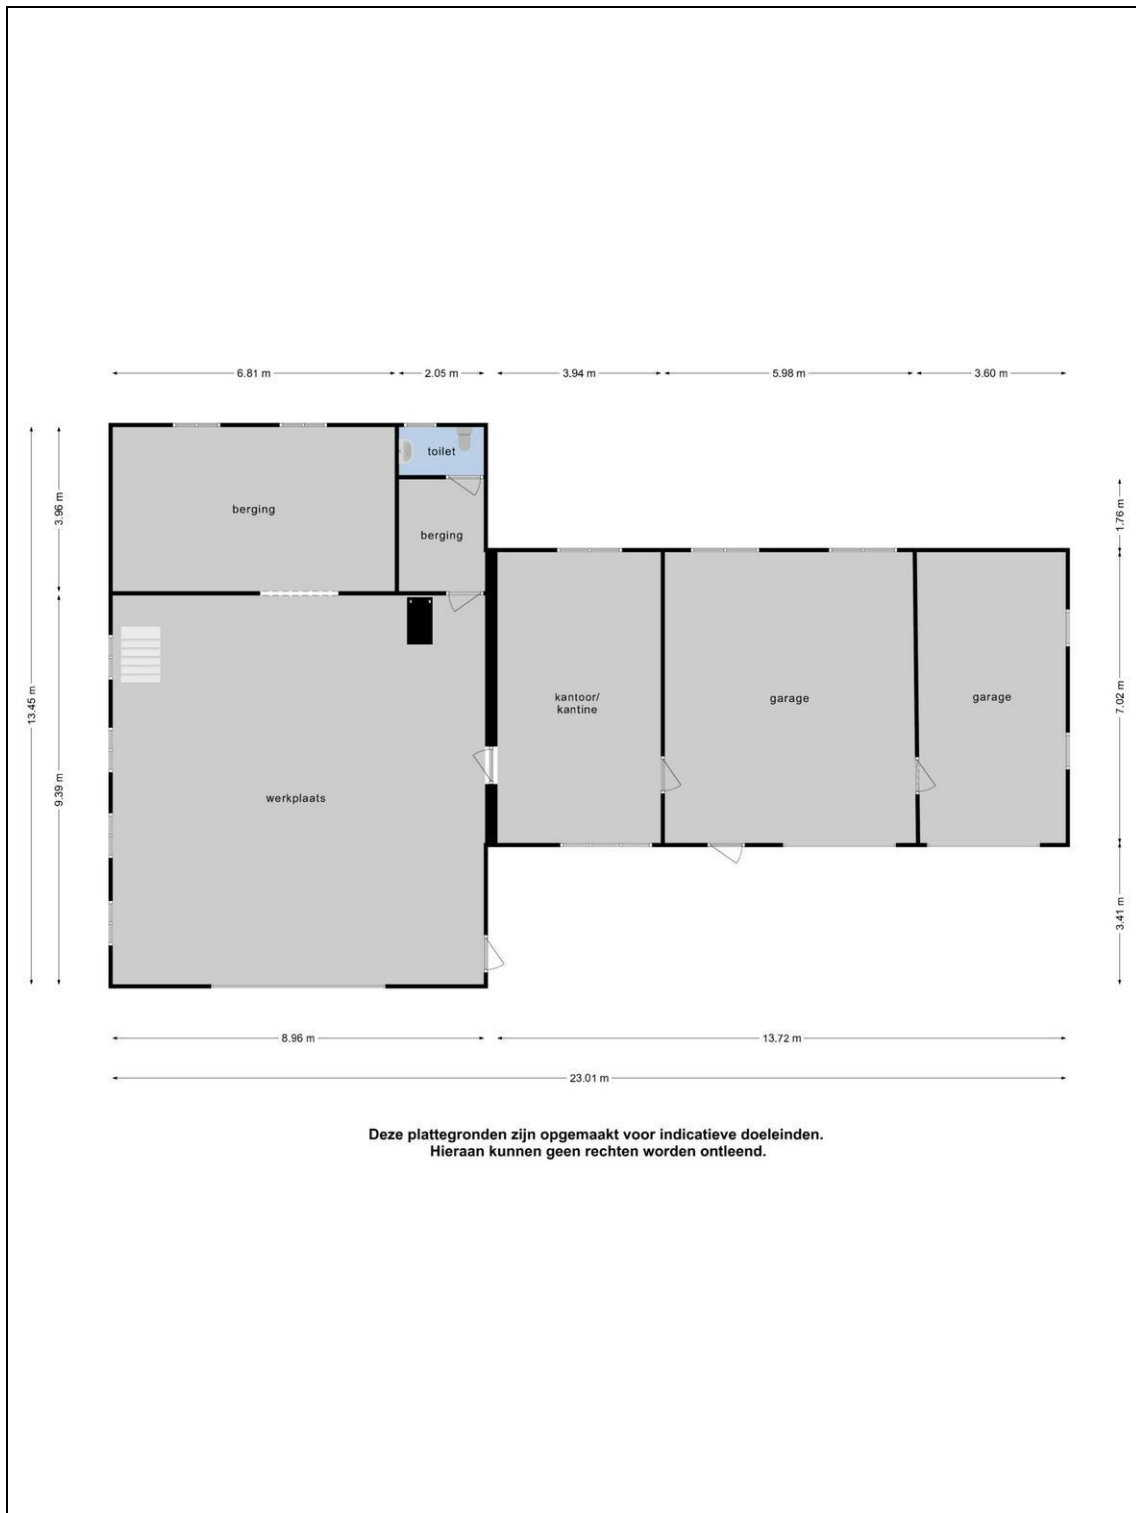 6.81 m
2.05 m
3.94 m
5.98 m
3.60 m
toilet
berging
berging
3.96 m
1.76 m
kantoor/
kantine
garage
garage
13.45 m
7.02 m
9.39 m
werkplaats
3.41 m
8.96 m
13.72 m
23.01 m
Deze plattegronden zijn opgemaakt voor indicatieve doeleinden.
Hieraan kunnen geen rechten worden ontleend.